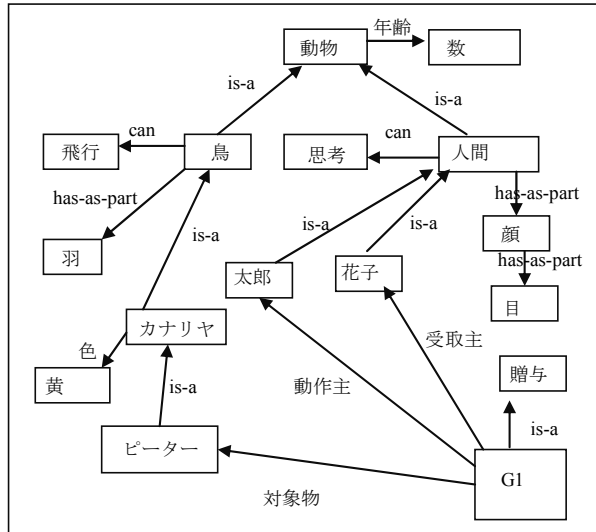 年齢
動物
数
is-a
is-a
can
can
飛行
鳥
思考
人間
has-as-part
has-as-part
is-a
is-a
is-a
羽
顔
has-as-part
太郎
花子
目
カナリヤ
色
受取主
黄
is-a
動作主
贈与
is-a
ピーター
G1
対象物